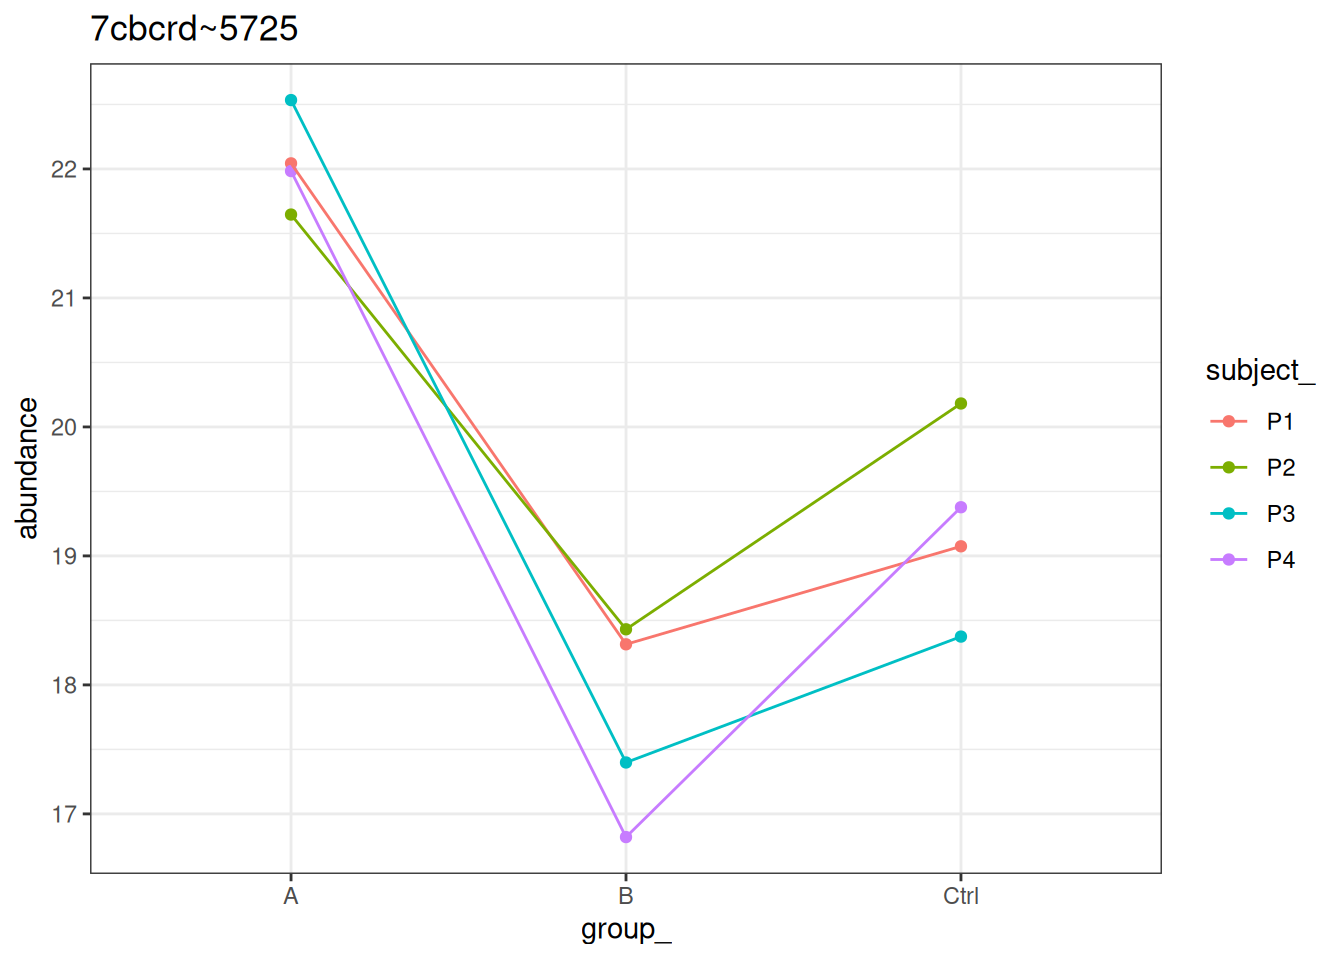 7cbcrd~5725
abundance
22
21
20
19
18
17
A B Ctrl
group_
subject_
P1
P2
P3
P4